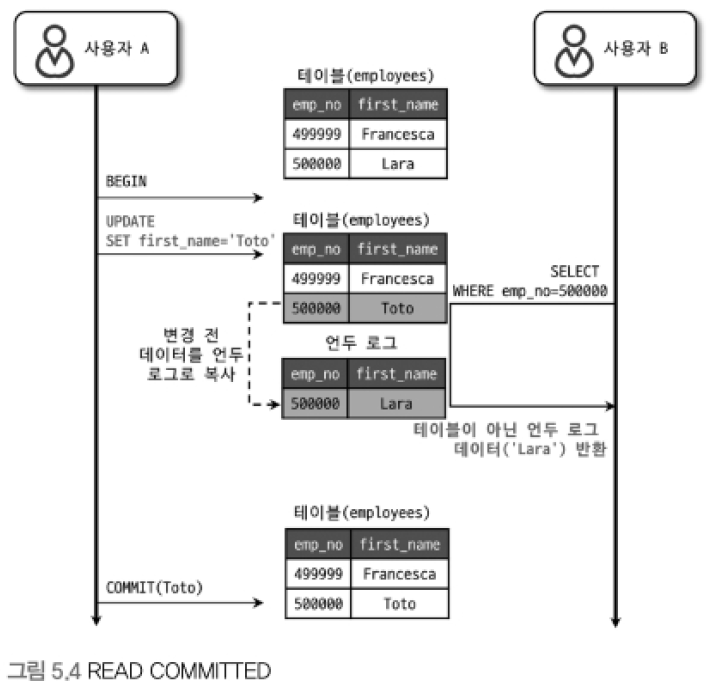 사용자 A
사용자 B
테이블(employees)
emp_no first_name
499999 Francesca
500000 Lara
BEGIN
UPDATE
SET first_name='Toto'
테이블(employees)
emp_no first_name
499999 Francesca
500000 Toto
SELECT
WHERE emp_no=500000
변경 전
데이터를 언두
로그로 복사
언두 로그
emp_no first_name
500000 Lara
테이블이 아닌 언두 로그
데이터('Lara') 반환
테이블(employees)
emp_no first_name
499999 Francesca
500000 Toto
COMMIT(Toto)
그림 5.4 READ COMMITTED